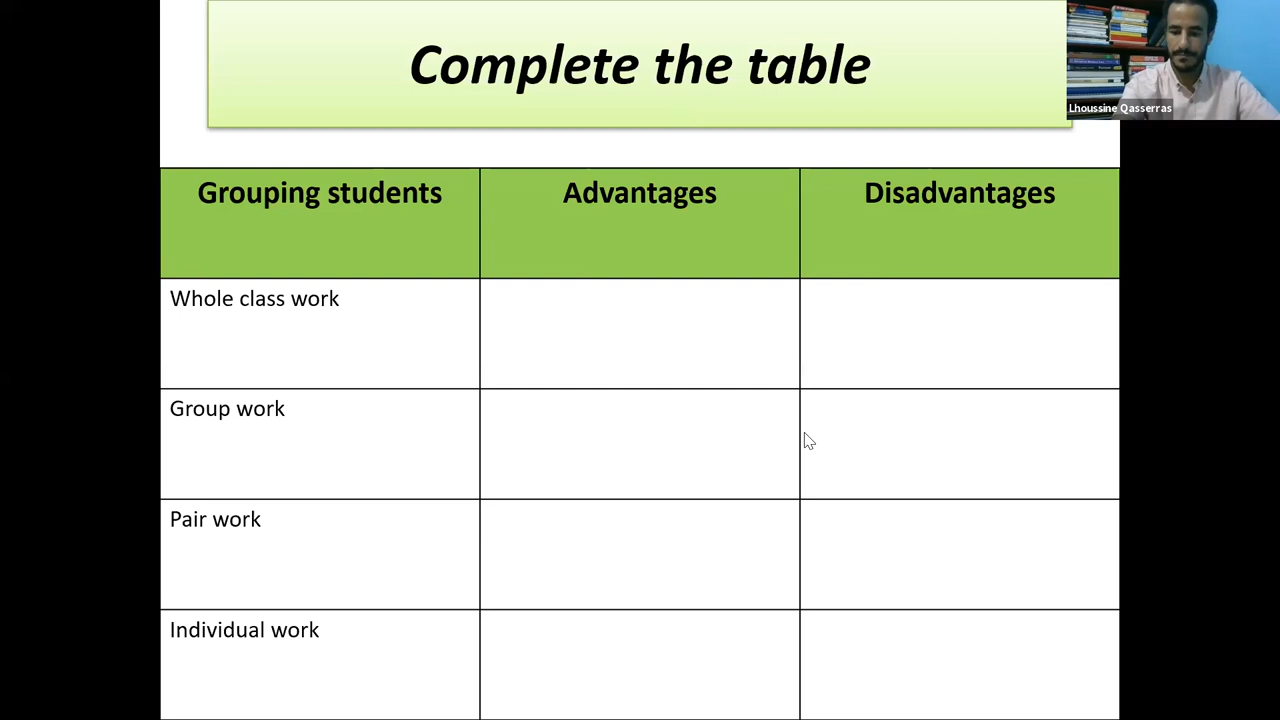 Complete the table
Lhoussine Qasserras
Grouping students
Advantages
Disadvantages
Whole class work
Group work
Pair work
Individual work